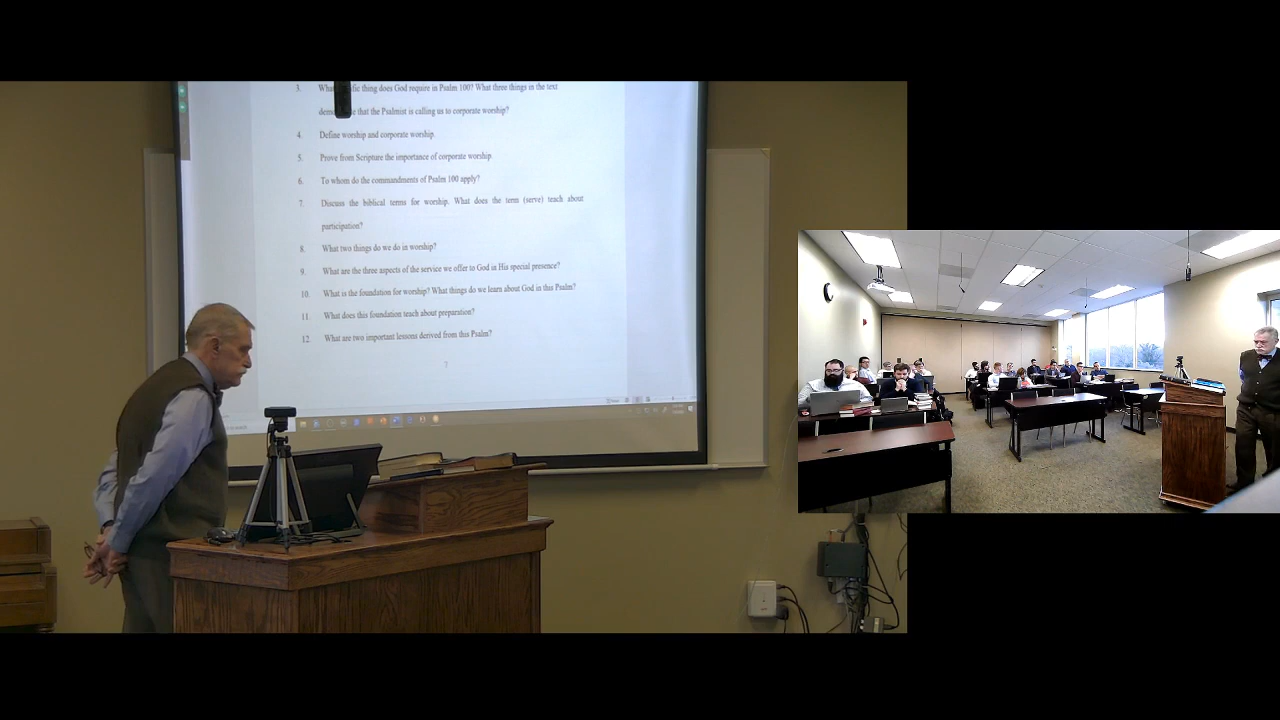 3. What fic thing does God require in Psalm 100? What three things in the text
dem e that the Psalmist is calling us to corporate worship?
4. Define worship and corporate worship.
5. Prove from Scripture the importance of corporate worship.
6. To whom do the commandments of Psalm 100 apply?
7. Discuss the biblical terms for worship. What does the term (serve) teach about
participation?
8. What two things do we do in worship?
9. What are the three aspects of the service we offer to God in His special presence?
10. What is the foundation for worship? What things do we learn about God in this Psalm?
11. What does this foundation teach about preparation?
12. What are two important lessons derived from this Psalm?
7